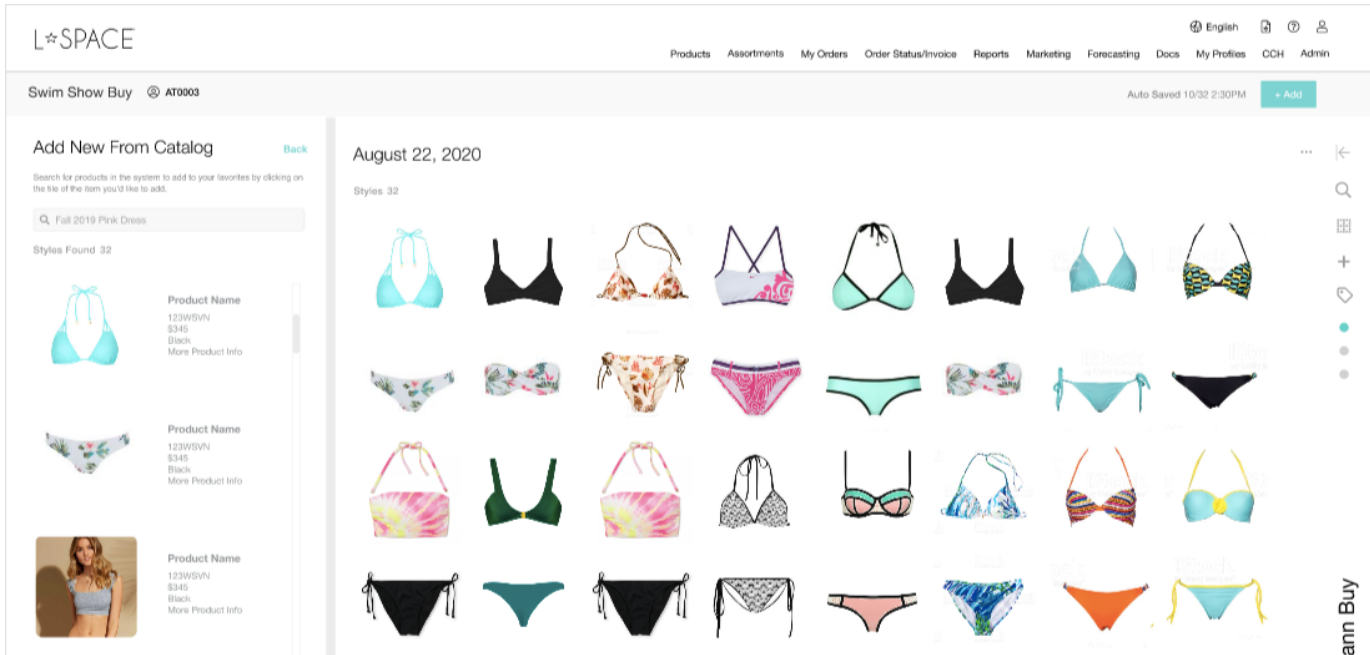 L☆SPACE
English
Products Assortments My Orders Order Status/Invoice Reports Marketing Forecasting Docs My Profiles CCH Admin
Swim Show Buy AT0003
Auto Saved 10/32 2:30PM + Add
Add New From Catalog Back
Search for products in the system to add to your favorites by clicking on
the tile of the item you'd like to add.
Fall 2019 Pink Dress
Styles Found 32
Product Name
123WSVN
$345
Black
More Product Info
Product Name
123WSVN
$345
Black
More Product Info
Product Name
123WSVN
$345
Black
More Product Info
August 22, 2020
Styles 32
ann Buy